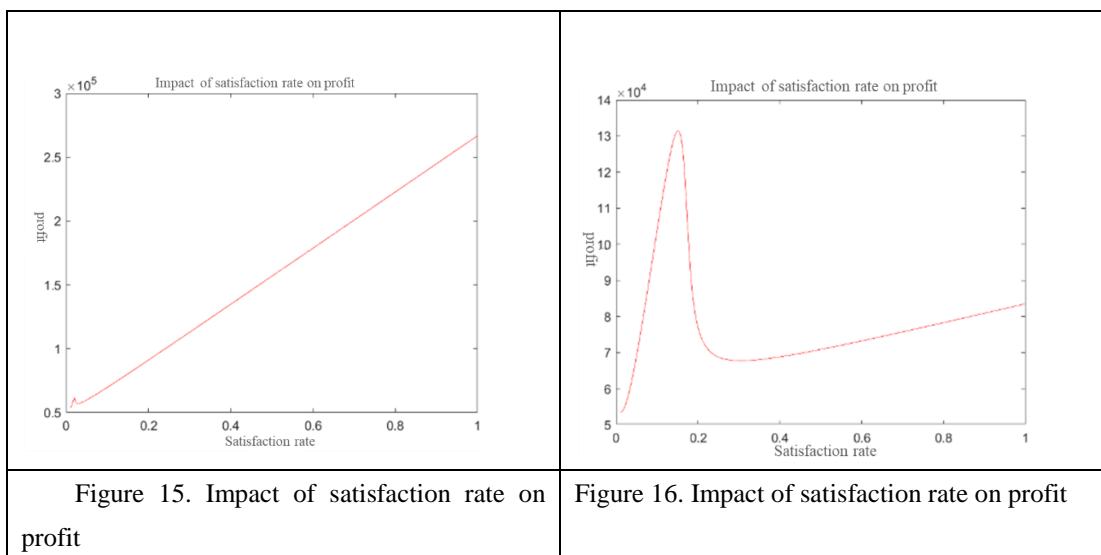 Impact of satisfaction rate on profit
×10^5
3
2.5
2
1.5
1
0.5
profit
0 0.2 0.4 0.6 0.8 1
Satisfaction rate
Impact of satisfaction rate on profit
×10^4
14
13
12
11
10
9
8
7
6
5
profit
0 0.2 0.4 0.6 0.8 1
Satisfaction rate
Figure 15. Impact of satisfaction rate on
profit
Figure 16. Impact of satisfaction rate on profit